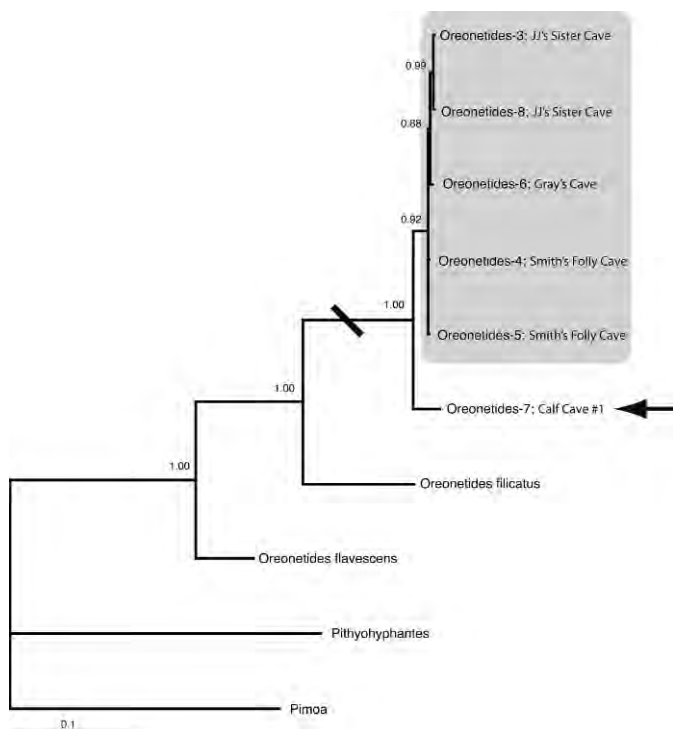 Oreonetides-3; JJ's Sister Cave
0.99
Oreonetides-8; JJ's Sister Cave
0.88
Oreonetides-6; Gray's Cave
0.92
Oreonetides-4; Smith's Folly Cave
1.00
Oreonetides-5; Smith's Folly Cave
1.00
Oreonetides-7; Calf Cave #1
1.00
Oreonetides filicatus
Oreonetides flavescens
Pithyohyphantes
Pimoa
0.1